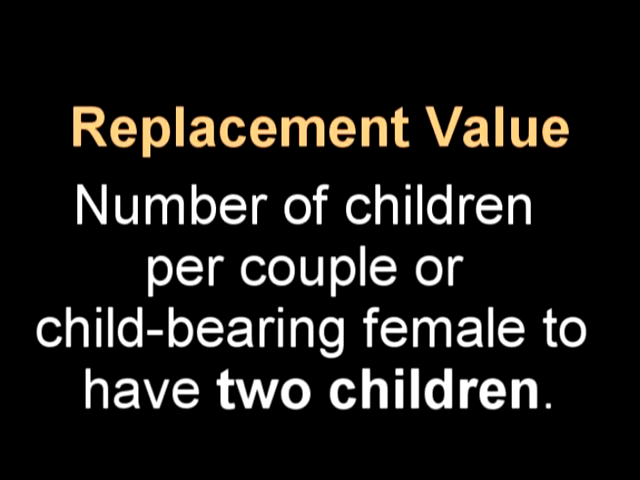 Replacement Value
Number of children
per couple or
child-bearing female to
have two children.